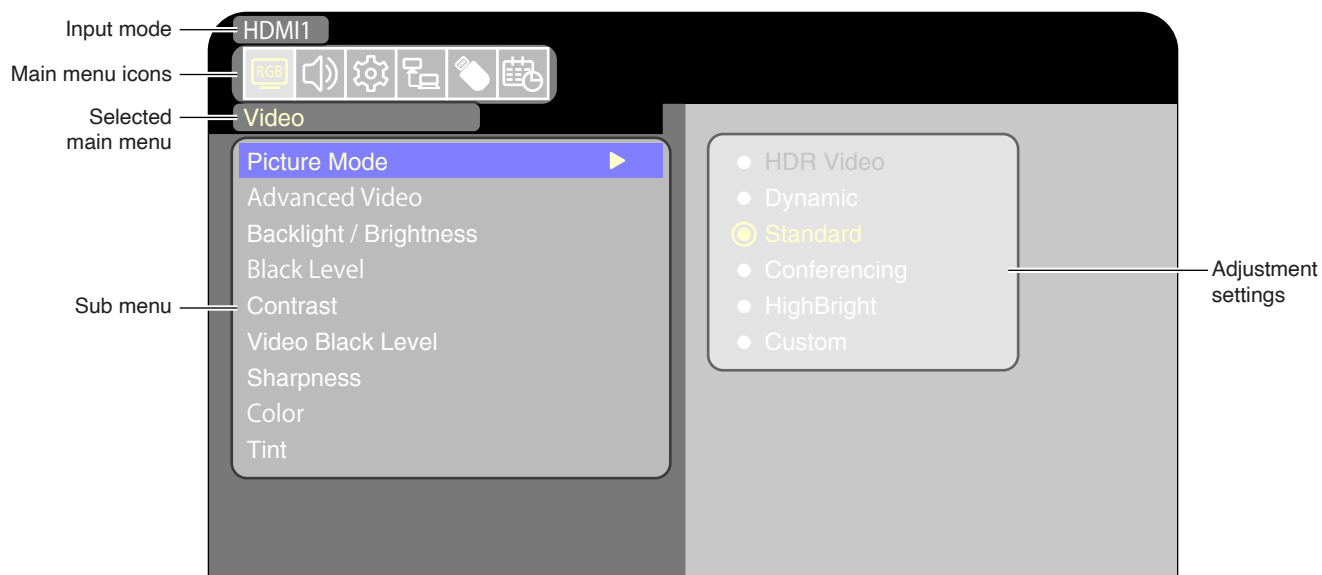 Input mode
HDMI1
Main menu icons
RGB
Selected
main menu
Video
Picture Mode
Advanced Video
Backlight / Brightness
Black Level
Sub menu
Contrast
Video Black Level
Sharpness
Color
Tint
HDR Video
Dynamic
Standard
Conferencing
HighBright
Custom
Adjustment
settings